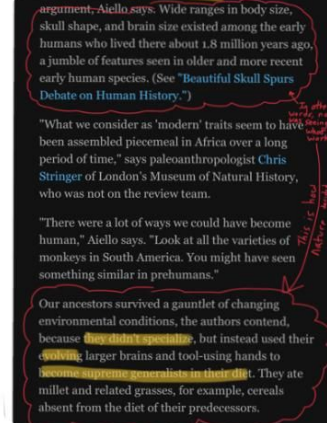 argument, Aiello says. Wide ranges in body size,
skull shape, and brain size existed among the early
humans who lived there about 1.8 million years ago,
a jumble of features seen in older and more recent
early human species. (See "Beautiful Skull Spurs
Debate on Human History.")
"What we consider as 'modern' traits seem to have
been assembled piecemeal in Africa over a long
period of time," says paleoanthropologist Chris
Stringer of London's Museum of Natural History,
who was not on the review team.
"There were a lot of ways we could have become
human," Aiello says. "Look at all the varieties of
monkeys in South America. You might have seen
something similar in prehumans."
Our ancestors survived a gauntlet of changing
environmental conditions, the authors contend,
because they didn't specialize, but instead used their
evolving larger brains and tool-using hands to
become supreme generalists in their diet. They ate
millet and related grasses, for example, cereals
absent from the diet of their predecessors.
was seeing
what
This is how
Nature